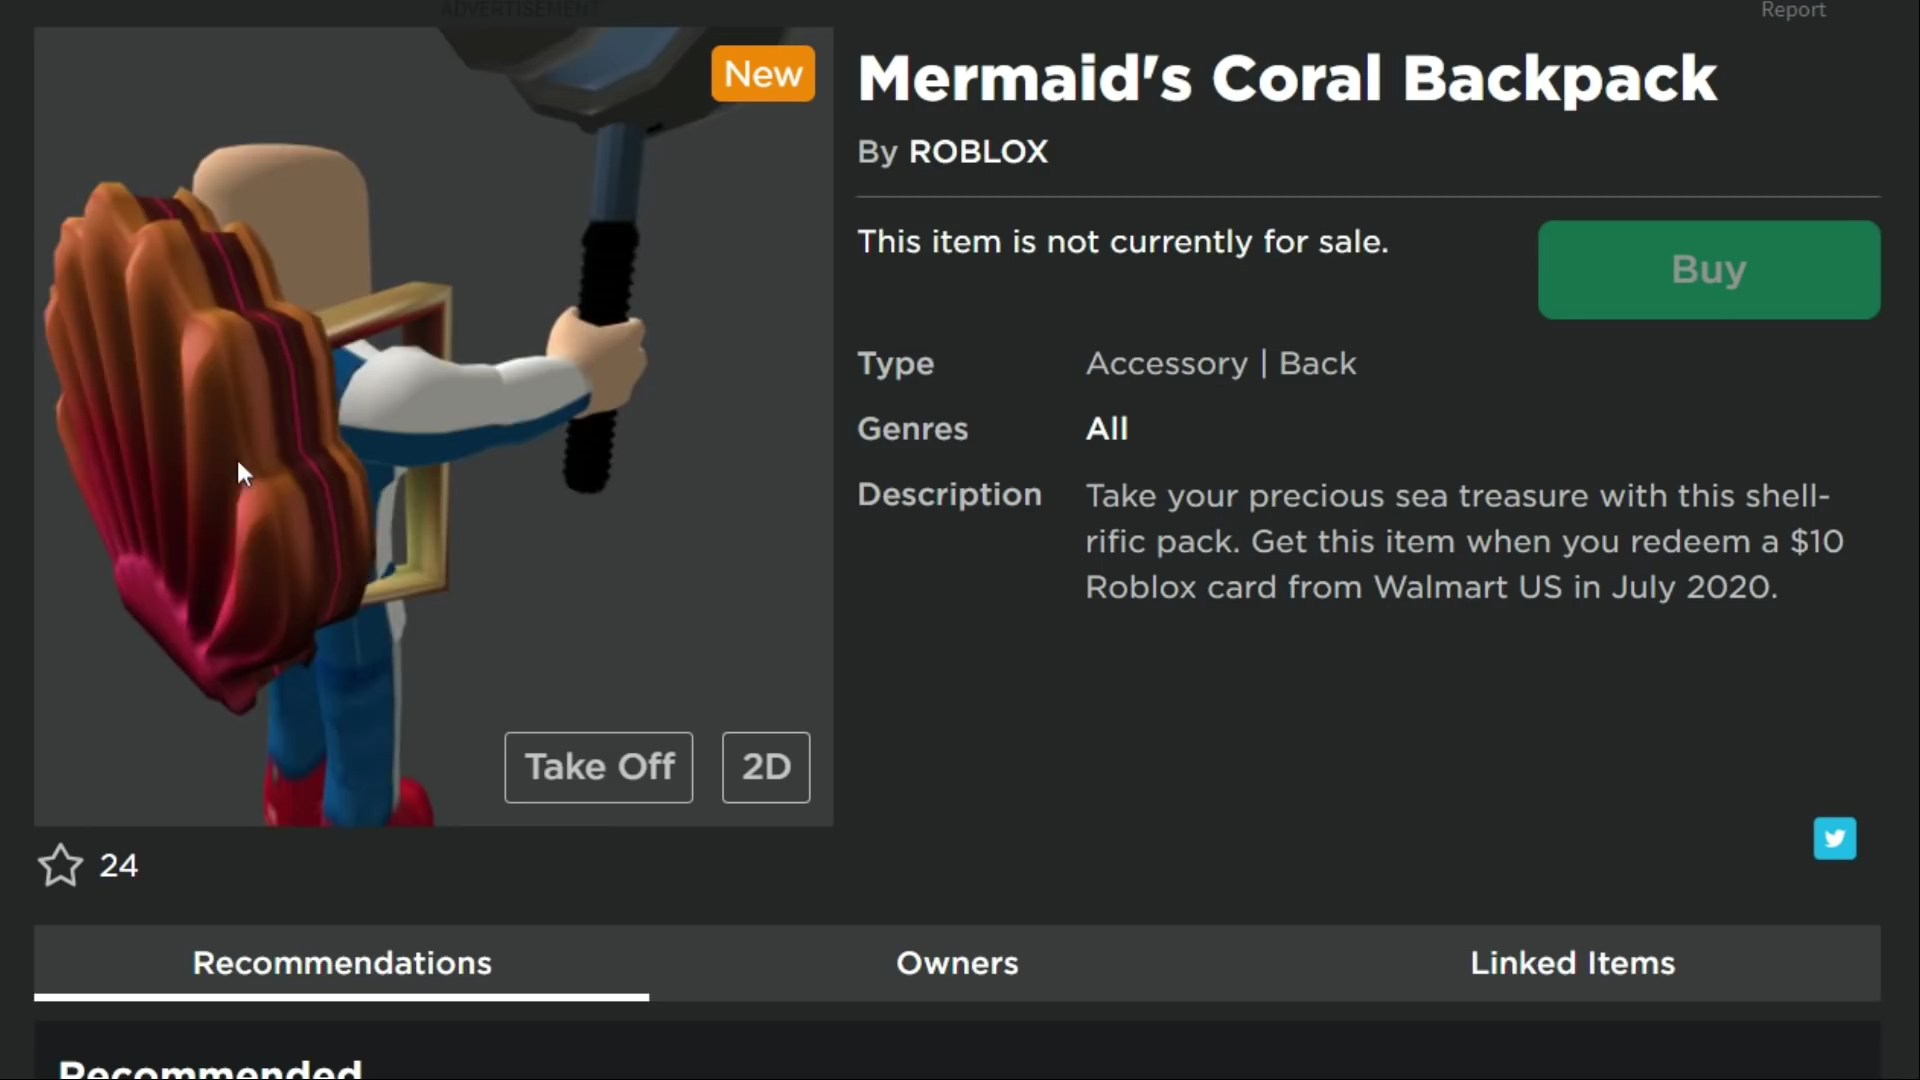 ADVERTISEMENT
Report
New
Mermaid's Coral Backpack
By ROBLOX
This item is not currently for sale.
Buy
Type Accessory | Back
Genres All
Description Take your precious sea treasure with this shell-
rific pack. Get this item when you redeem a $10
Roblox card from Walmart US in July 2020.
Take Off 2D
24
Recommendations Owners Linked Items
Recommended